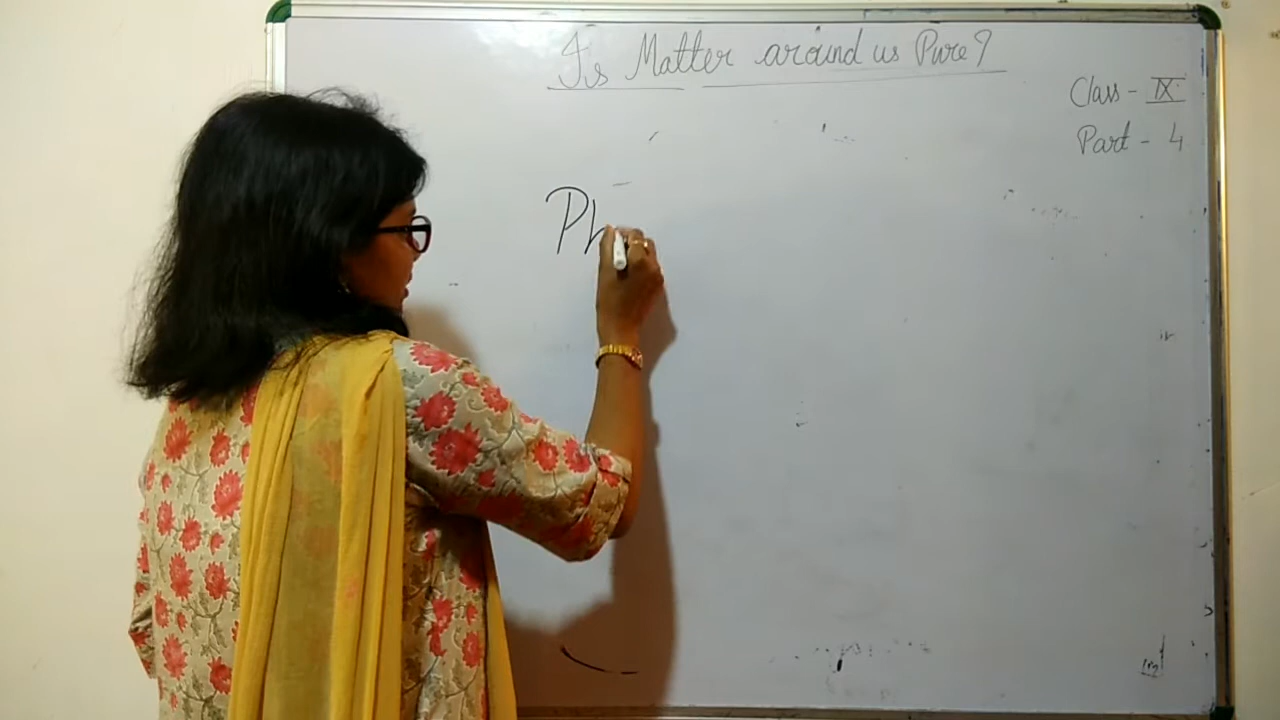 Is Matter around us Pure?
Class - IX
Part - 4
Ph